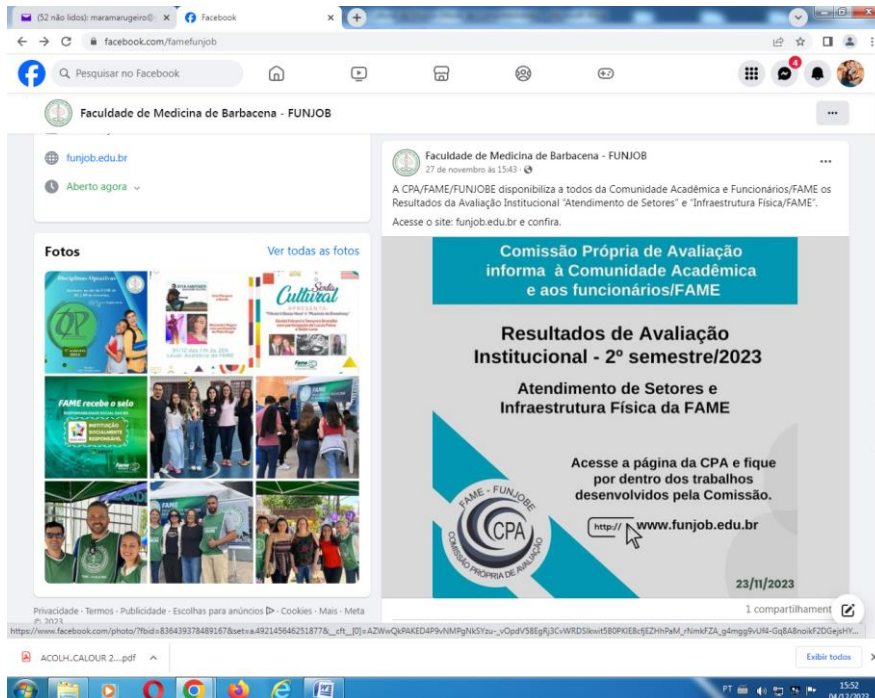 (52 não lidos): maramarugeiro@
Facebook
facebook.com/famefunjob
Pesquisar no Facebook
4
Faculdade de Medicina de Barbacena - FUNJOB
funjob.edu.br
Aberto agora
Fotos
Ver todas as fotos
Sexta
Cultural
APRESENTA:
FAME recebe o selo
INSTITUIÇÃO
SOCIALMENTE
RESPONSÁVEL
FAME
Privacidade · Termos · Publicidade · Escolhas para anúncios · Cookies · Mais · Meta
© 2023
Faculdade de Medicina de Barbacena - FUNJOB
27 de novembro às 15:43 ·
A CPA/FAME/FUNJOBE disponibiliza a todos da Comunidade Acadêmica e Funcionários/FAME os
Resultados da Avaliação Institucional "Atendimento de Setores" e "Infraestrutura Física/FAME".
Acesse o site: funjob.edu.br e confira.
Comissão Própria de Avaliação
informa à Comunidade Acadêmica
e aos funcionários/FAME
Resultados de Avaliação
Institucional - 2º semestre/2023
Atendimento de Setores e
Infraestrutura Física da FAME
Acesse a página da CPA e fique
por dentro dos trabalhos
desenvolvidos pela Comissão.
http:// www.funjob.edu.br
FAME - FUNJOBE
CPA
COMISSÃO PRÓPRIA DE AVALIAÇÃO
23/11/2023
1 compartilhament
ACOLH..CALOUR 2....pdf
Exibir todos
PT
15:52
04/12/2023